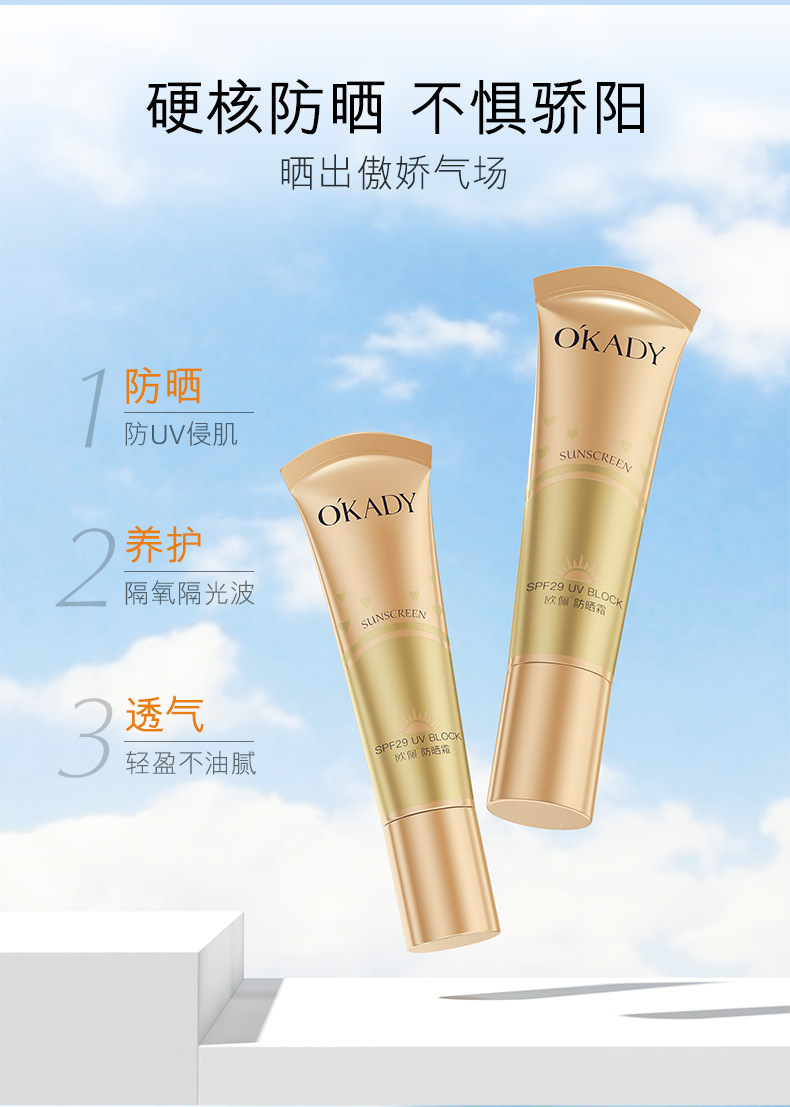 硬核防晒 不惧骄阳
晒出傲娇气场
1 防晒
防UV侵肌
2 养护
隔氧隔光波
3 透气
轻盈不油腻
O'KADY
SUNSCREEN
SPF29 UV BLOCK
欧佩 防晒霜
O'KADY
SUNSCREEN
SPF29 UV BLOCK
欧佩 防晒霜